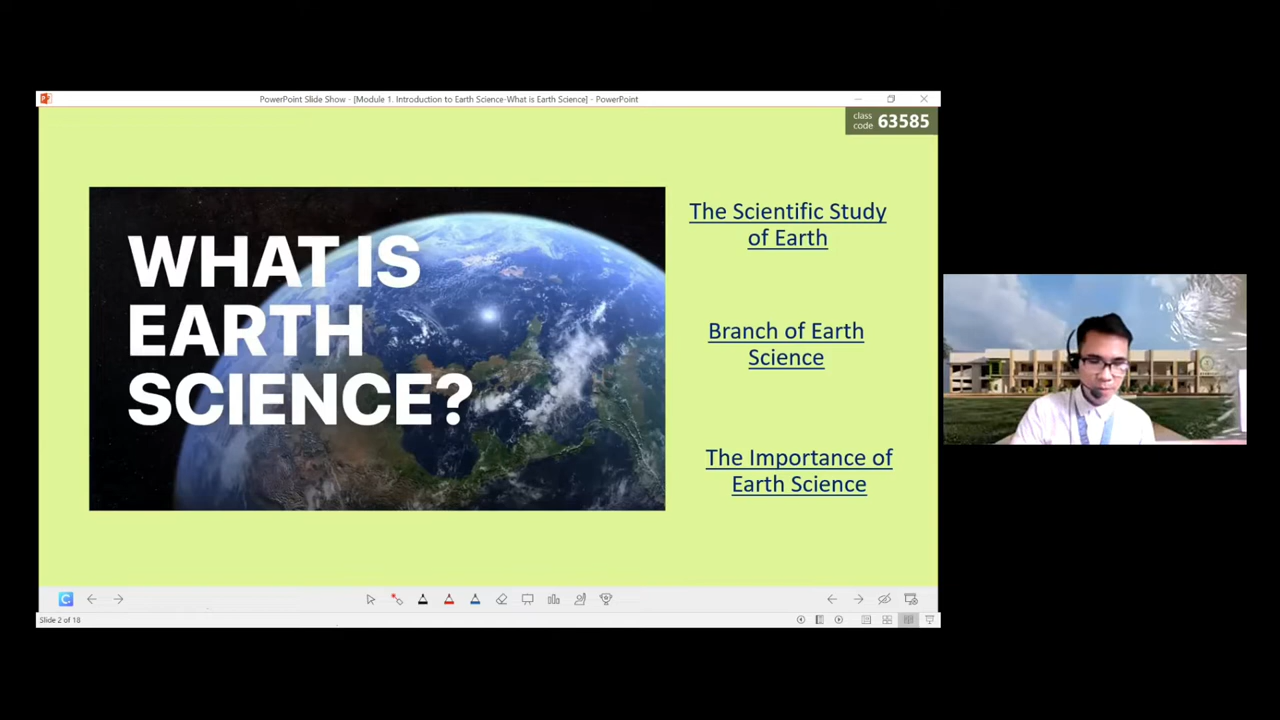 PowerPoint Slide Show - [Module 1. Introduction to Earth Science-What is Earth Science] - PowerPoint
class
code 63585
WHAT IS
EARTH
SCIENCE?
The Scientific Study
of Earth
Branch of Earth
Science
The Importance of
Earth Science
Slide 2 of 18